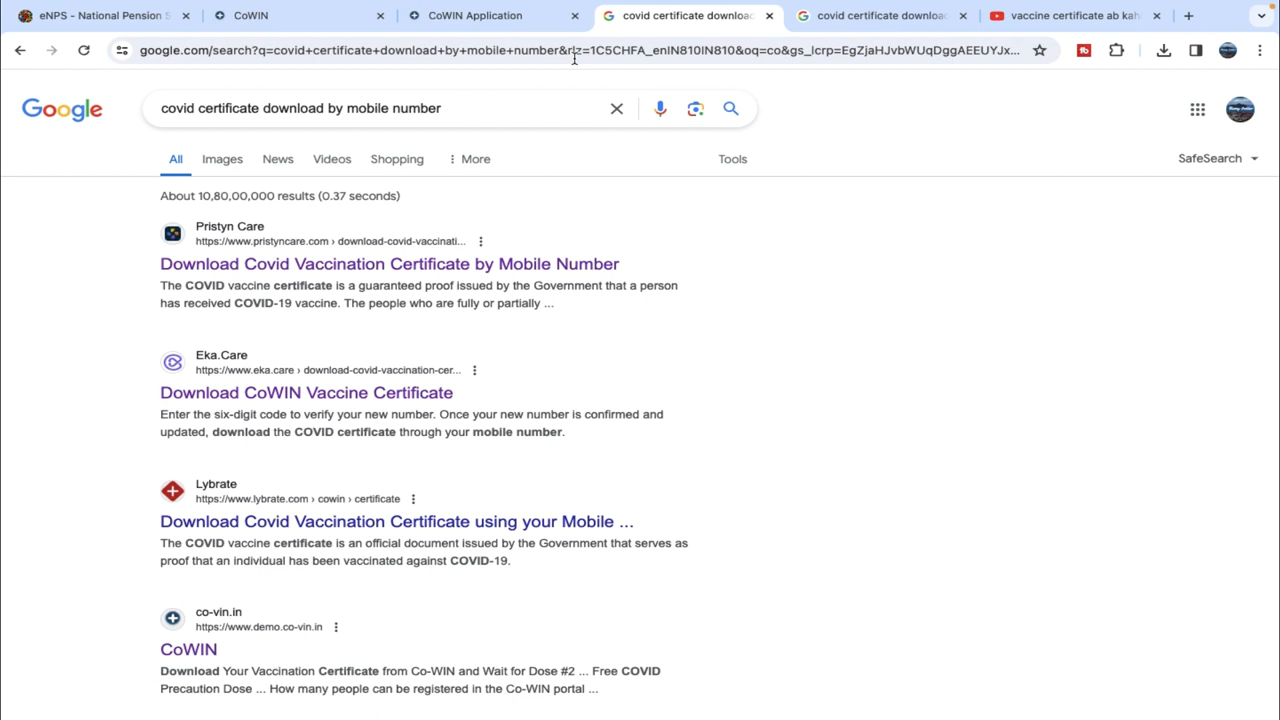 eNPS - National Pension S
CoWIN
CoWIN Application
covid certificate downloa
covid certificate downloa
vaccine certificate ab kah
google.com/search?q=covid+certificate+download+by+mobile+number&rlz=1C5CHFA_enIN810IN810&oq=co&gs_lcrp=EgZjaHJvbWUqDggAEEUYJx...
Google
covid certificate download by mobile number
All
Images
News
Videos
Shopping
More
Tools
SafeSearch
About 10,80,00,000 results (0.37 seconds)
Pristyn Care
https://www.pristyncare.com › download-covid-vaccinati...
Download Covid Vaccination Certificate by Mobile Number
The COVID vaccine certificate is a guaranteed proof issued by the Government that a person
has received COVID-19 vaccine. The people who are fully or partially ...
Eka.Care
https://www.eka.care › download-covid-vaccination-cer...
Download CoWIN Vaccine Certificate
Enter the six-digit code to verify your new number. Once your new number is confirmed and
updated, download the COVID certificate through your mobile number.
Lybrate
https://www.lybrate.com › cowin › certificate
Download Covid Vaccination Certificate using your Mobile ...
The COVID vaccine certificate is an official document issued by the Government that serves as
proof that an individual has been vaccinated against COVID-19.
co-vin.in
https://www.demo.co-vin.in
CoWIN
Download Your Vaccination Certificate from Co-WIN and Wait for Dose #2 ... Free COVID
Precaution Dose ... How many people can be registered in the Co-WIN portal ...